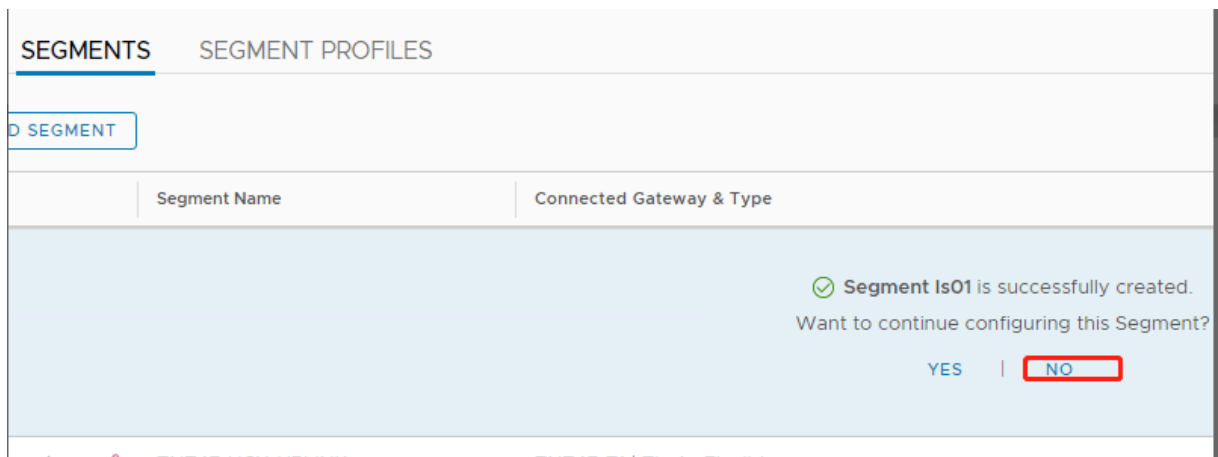 SEGMENTS SEGMENT PROFILES
D SEGMENT
Segment Name Connected Gateway & Type
Segment ls01 is successfully created.
Want to continue configuring this Segment?
YES | NO